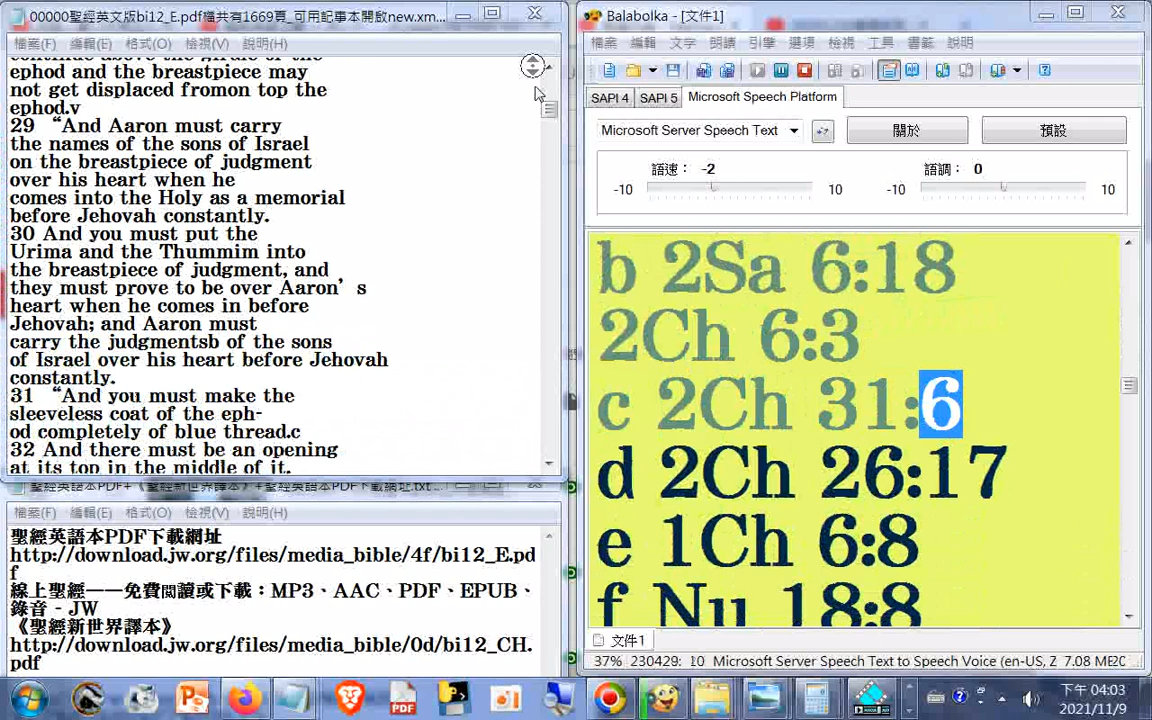 00000聖經英文版bi12_E.pdf檔共有1669頁_可用記事本開啟new.xm...
檔案(F) 編輯(E) 格式(O) 檢視(V) 說明(H)
continue above the girdle of the
ephod and the breastpiece may
not get displaced fromon top the
ephod.v
29 “And Aaron must carry
the names of the sons of Israel
on the breastpiece of judgment
over his heart when he
comes into the Holy as a memorial
before Jehovah constantly.
30 And you must put the
Urima and the Thummim into
the breastpiece of judgment, and
they must prove to be over Aaron’s
heart when he comes in before
Jehovah; and Aaron must
carry the judgmentsb of the sons
of Israel over his heart before Jehovah
constantly.
31 “And you must make the
sleeveless coat of the eph-
od completely of blue thread.c
32 And there must be an opening
at its top in the middle of it.
聖經英語本PDF+《聖經新世界譯本》+聖經英語本PDF下載網址.txt ...
檔案(F) 編輯(E) 格式(O) 檢視(V) 說明(H)
聖經英語本PDF下載網址
http://download.jw.org/files/media_bible/4f/bi12_E.pd
f
線上聖經——免費閱讀或下載：MP3、AAC、PDF、EPUB、
錄音 - JW
《聖經新世界譯本》
http://download.jw.org/files/media_bible/0d/bi12_CH.
pdf
Balabolka - [文件1]
檔案 編輯 文字 朗讀 引擎 選項 檢視 工具 書籤 說明
SAPI 4 SAPI 5 Microsoft Speech Platform
Microsoft Server Speech Text 關於 預設
語速： -2 語調： 0
-10 10 -10 10
b 2Sa 6:18
2Ch 6:3
c 2Ch 31:6
d 2Ch 26:17
e 1Ch 6:8
f Nu 18:8
文件1
37% 230429: 10 Microsoft Server Speech Text to Speech Voice (en-US, Z 7.08 ME
下午 04:03
2021/11/9